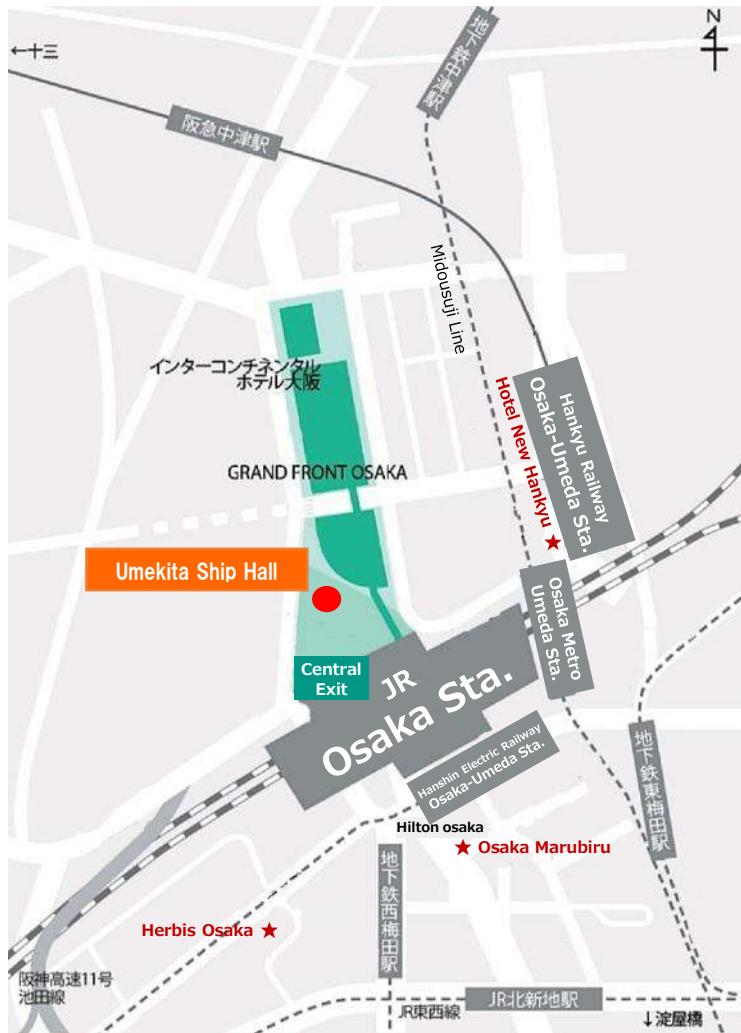 N
←十三
地下鉄中津駅
阪急中津駅
Midousuji Line
インターコンチネンタル
ホテル大阪
Hankyu Railway
Osaka-Umeda Sta.
Hotel New Hankyu
GRAND FRONT OSAKA
Umekita Ship Hall
Osaka Metro
Umeda Sta.
Central
Exit
JR
Osaka Sta.
Hanshin Electric Railway
Osaka-Umeda Sta.
地下鉄東梅田駅
Hilton osaka
Osaka Marubiru
地下鉄西梅田駅
Herbis Osaka
阪神高速11号
池田線
JR東西線
JR北新地駅
↓淀屋橋